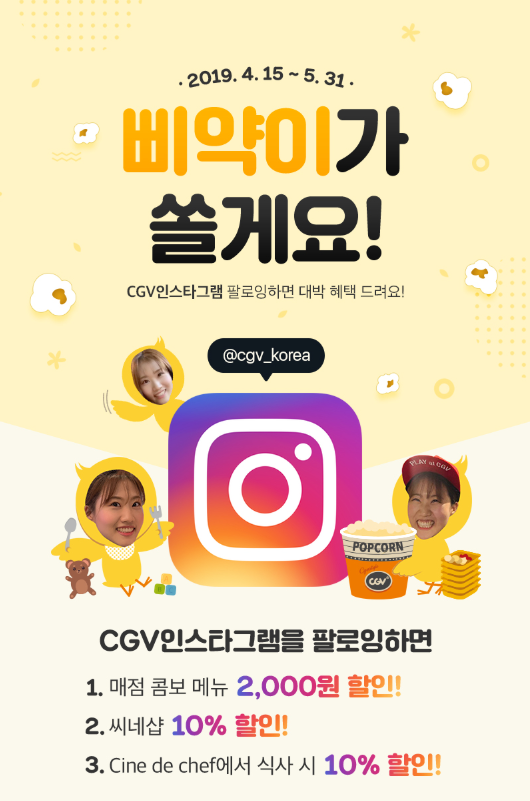 · 2019. 4. 15 ~ 5. 31 ·
삐약이가
쏠게요!
CGV인스타그램 팔로잉하면 대박 혜택 드려요!
@cgv_korea
PLAY at CGV
POPCORN
CGV
CGV인스타그램을 팔로잉하면
1. 매점 콤보 메뉴 2,000원 할인!
2. 씨네샵 10% 할인!
3. Cine de chef에서 식사 시 10% 할인!